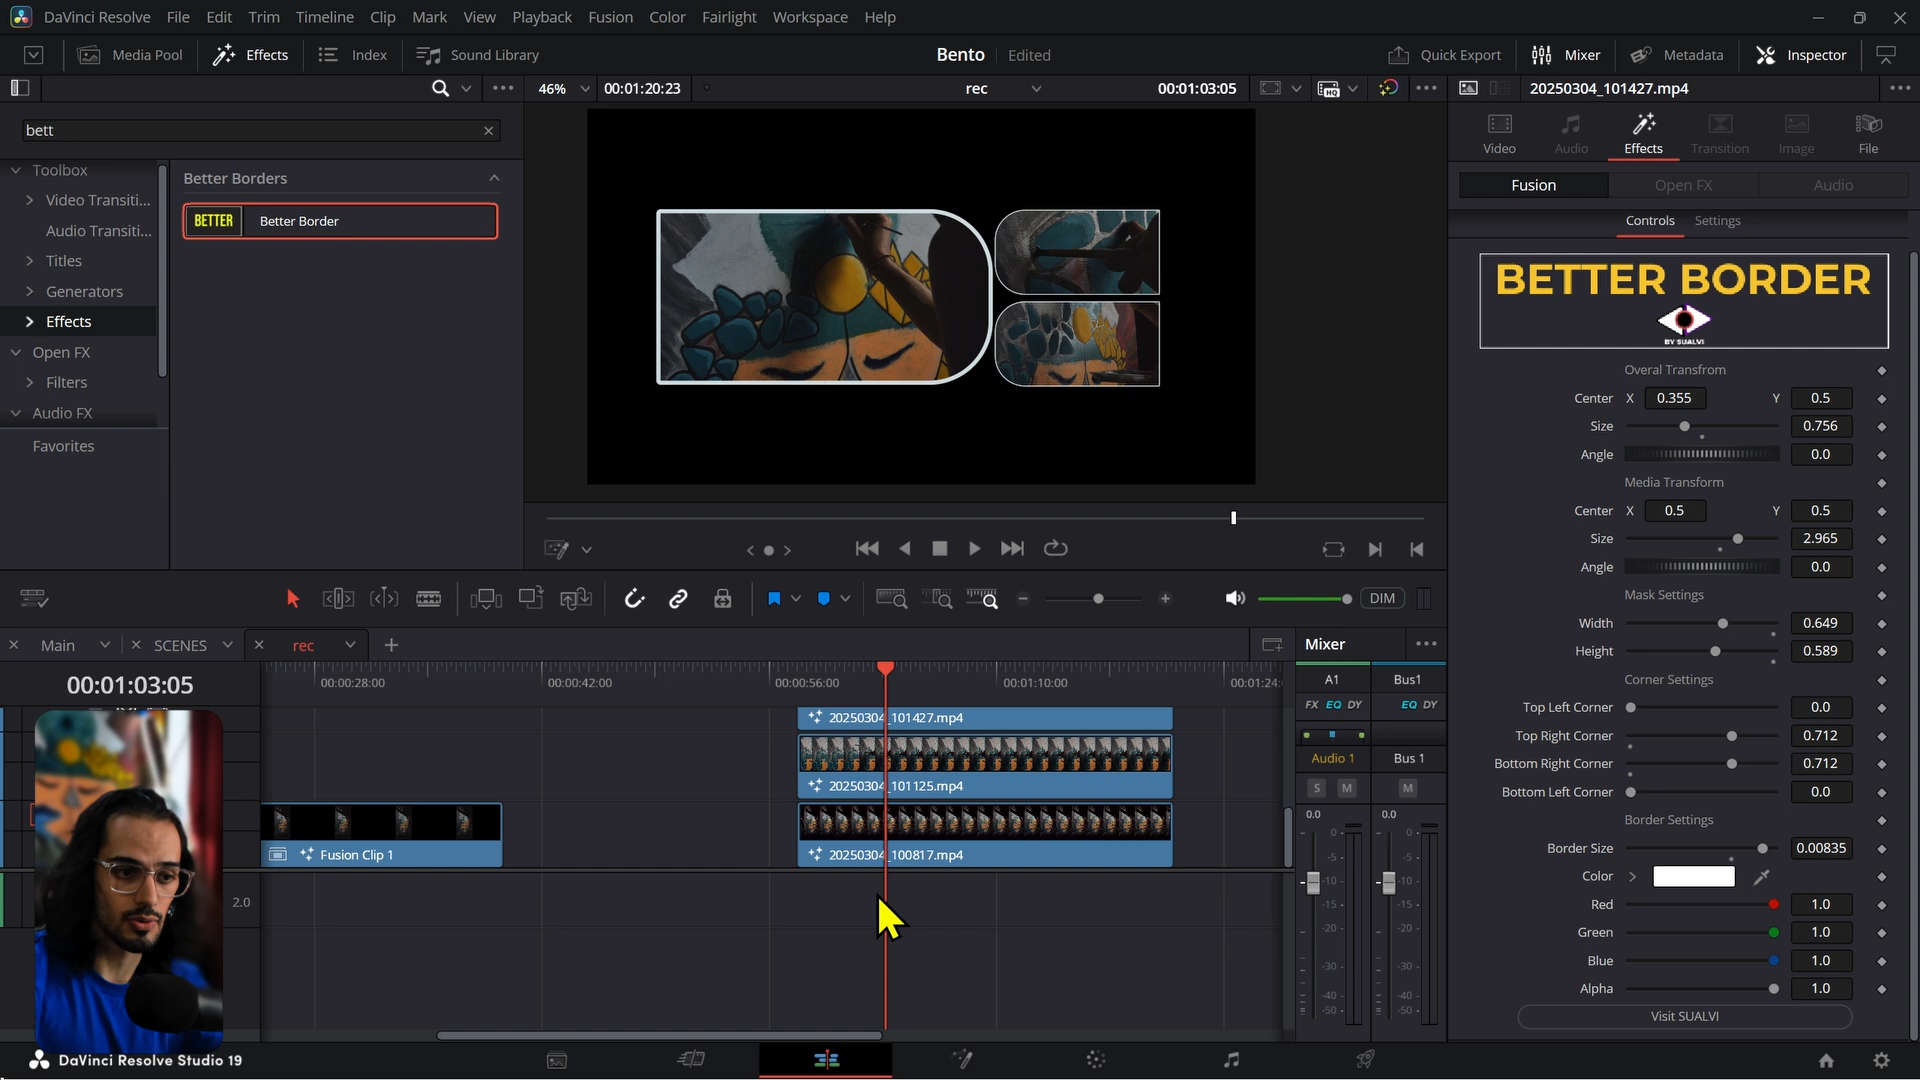 DaVinci Resolve File Edit Trim Timeline Clip Mark View Playback Fusion Color Fairlight Workspace Help
Media Pool Effects Index Sound Library Bento Edited Quick Export Mixer Metadata Inspector
46% 00:01:20:23 rec 00:01:03:05 HQ 20250304_101427.mp4
bett
Video Audio Effects Transition Image File
Toolbox
Better Borders
Fusion Open FX Audio
Video Transiti...
BETTER Better Border
Controls Settings
Audio Transiti...
Titles
Generators
Effects
Open FX
Filters
Audio FX
Favorites
BETTER BORDER
BY SUALVI
Overal Transfrom
Center X 0.355 Y 0.5
Size 0.756
Angle 0.0
Media Transform
Center X 0.5 Y 0.5
Size 2.965
Angle 0.0
Mask Settings
Width 0.649
Height 0.589
Corner Settings
Top Left Corner 0.0
Top Right Corner 0.712
Bottom Right Corner 0.712
Bottom Left Corner 0.0
Border Settings
Border Size 0.00835
Color
Red 1.0
Green 1.0
Blue 1.0
Alpha 1.0
Visit SUALVI
DIM
Main SCENES rec Mixer
00:01:03:05 00:00:28:00 00:00:42:00 00:00:56:00 00:01:10:00 00:01:24:
A1 Bus1
FX EQ DY EQ DY
20250304_101427.mp4
Audio 1 Bus 1
20250304_101125.mp4
S M M
0.0 0.0
Fusion Clip 1 20250304_100817.mp4
2.0
0 -5 -10 -15 -20 -30 -40 -50
0 -5 -10 -15 -20 -30 -40 -50
DaVinci Resolve Studio 19